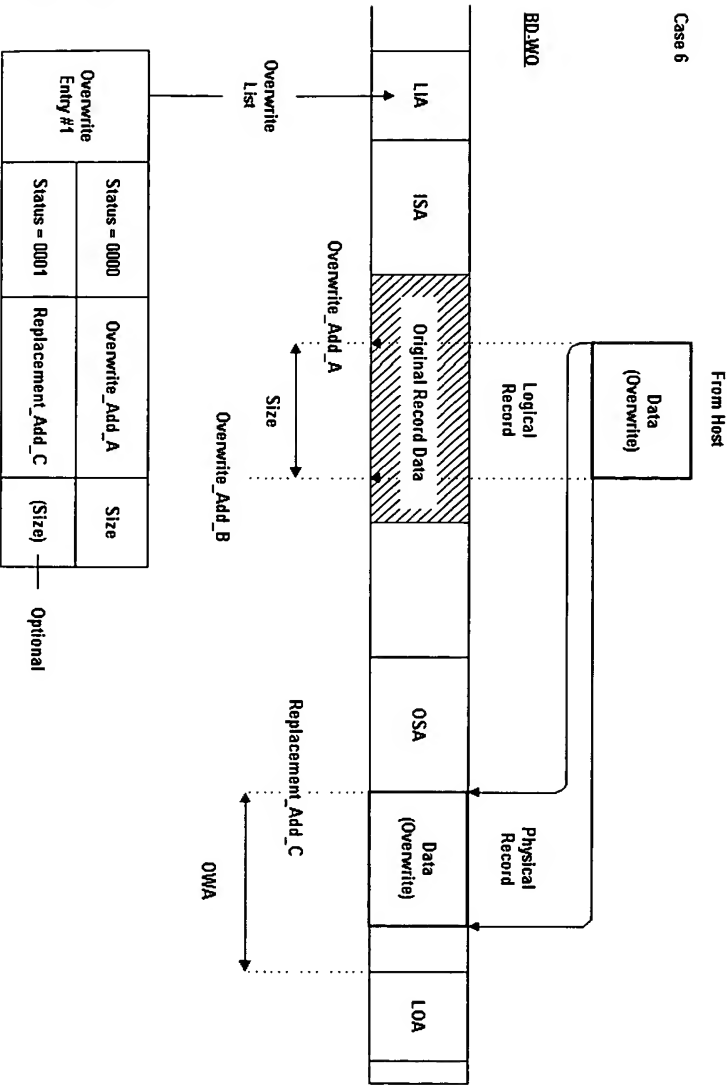 Case 6
From Host
Data
(Overwrite)
BD-WO
Logical
Record
Physical
Record
LIA
ISA
Original Record Data
OSA
Data
(Overwrite)
LOA
Overwrite_Add_A
Replacement_Add_C
Size
Overwrite
List
Overwrite_Add_B
OWA
Overwrite
Entry #1
Status = 0000
Overwrite_Add_A
Size
Status = 0001
Replacement_Add_C
(Size)
Optional